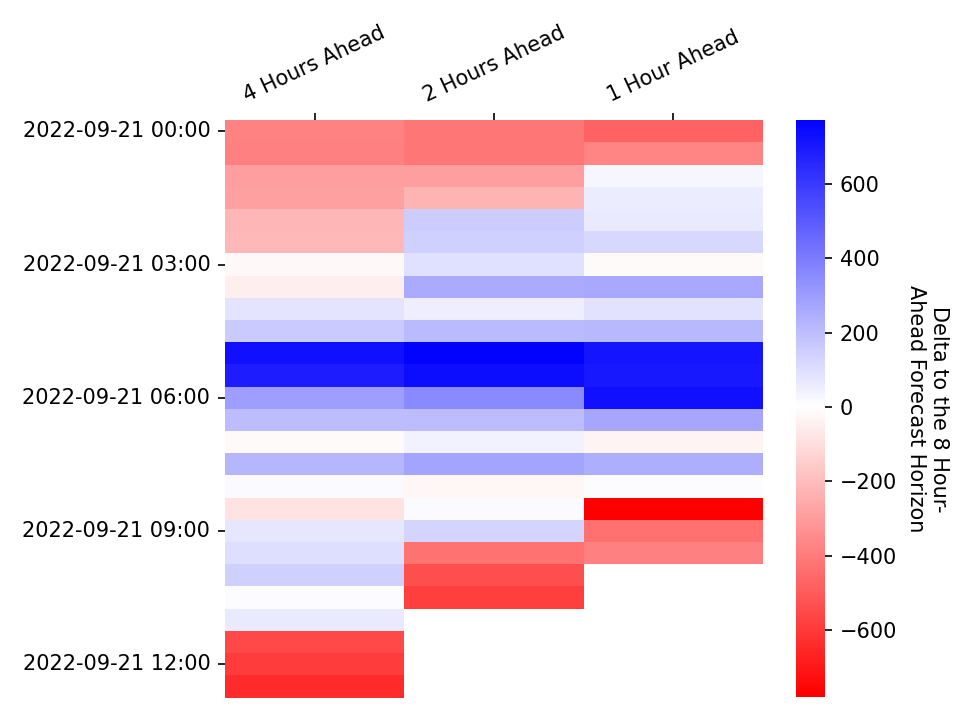 4 Hours Ahead
2 Hours Ahead
1 Hour Ahead
2022-09-21 00:00
2022-09-21 03:00
2022-09-21 06:00
2022-09-21 09:00
2022-09-21 12:00
600
400
200
0
−200
−400
−600
Delta to the 8 Hour-
Ahead Forecast Horizon